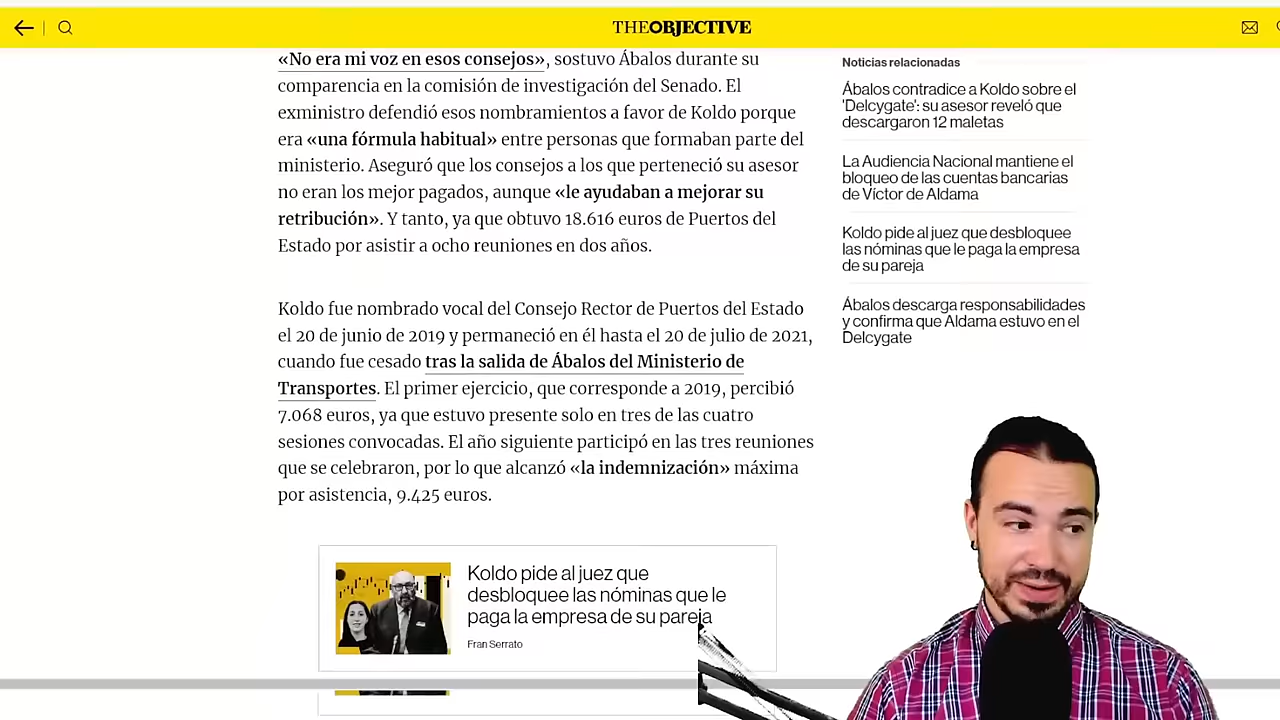 THEOBJECTIVE
«No era mi voz en esos consejos», sostuvo Ábalos durante su
comparencia en la comisión de investigación del Senado. El
exministro defendió esos nombramientos a favor de Koldo porque
era «una fórmula habitual» entre personas que formaban parte del
ministerio. Aseguró que los consejos a los que perteneció su asesor
no eran los mejor pagados, aunque «le ayudaban a mejorar su
retribución». Y tanto, ya que obtuvo 18.616 euros de Puertos del
Estado por asistir a ocho reuniones en dos años.
Koldo fue nombrado vocal del Consejo Rector de Puertos del Estado
el 20 de junio de 2019 y permaneció en él hasta el 20 de julio de 2021,
cuando fue cesado tras la salida de Ábalos del Ministerio de
Transportes. El primer ejercicio, que corresponde a 2019, percibió
7.068 euros, ya que estuvo presente solo en tres de las cuatro
sesiones convocadas. El año siguiente participó en las tres reuniones
que se celebraron, por lo que alcanzó «la indemnización» máxima
por asistencia, 9.425 euros.
Koldo pide al juez que
desbloquee las nóminas que le
paga la empresa de su pareja
Fran Serrato
Noticias relacionadas
Ábalos contradice a Koldo sobre el
'Delcygate': su asesor reveló que
descargaron 12 maletas
La Audiencia Nacional mantiene el
bloqueo de las cuentas bancarias
de Víctor de Aldama
Koldo pide al juez que desbloquee
las nóminas que le paga la empresa
de su pareja
Ábalos descarga responsabilidades
y confirma que Aldama estuvo en el
Delcygate